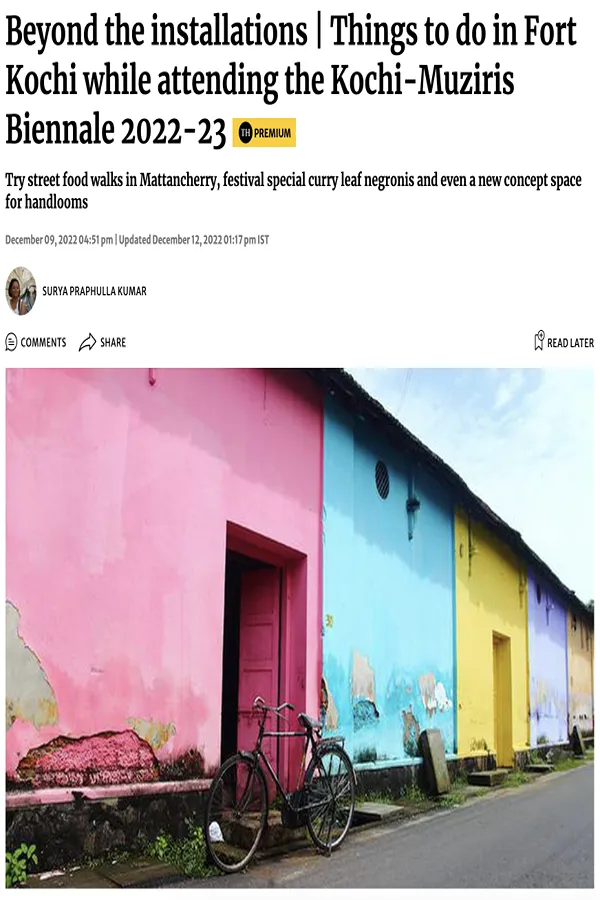 Beyond the installations | Things to do in Fort
Kochi while attending the Kochi-Muziris
Biennale 2022-23 TH PREMIUM
Try street food walks in Mattancherry, festival special curry leaf negronis and even a new concept space
for handlooms
December 09, 2022 04:51 pm | Updated December 12, 2022 01:17 pm IST
SURYA PRAPHULLA KUMAR
COMMENTS SHARE READ LATER